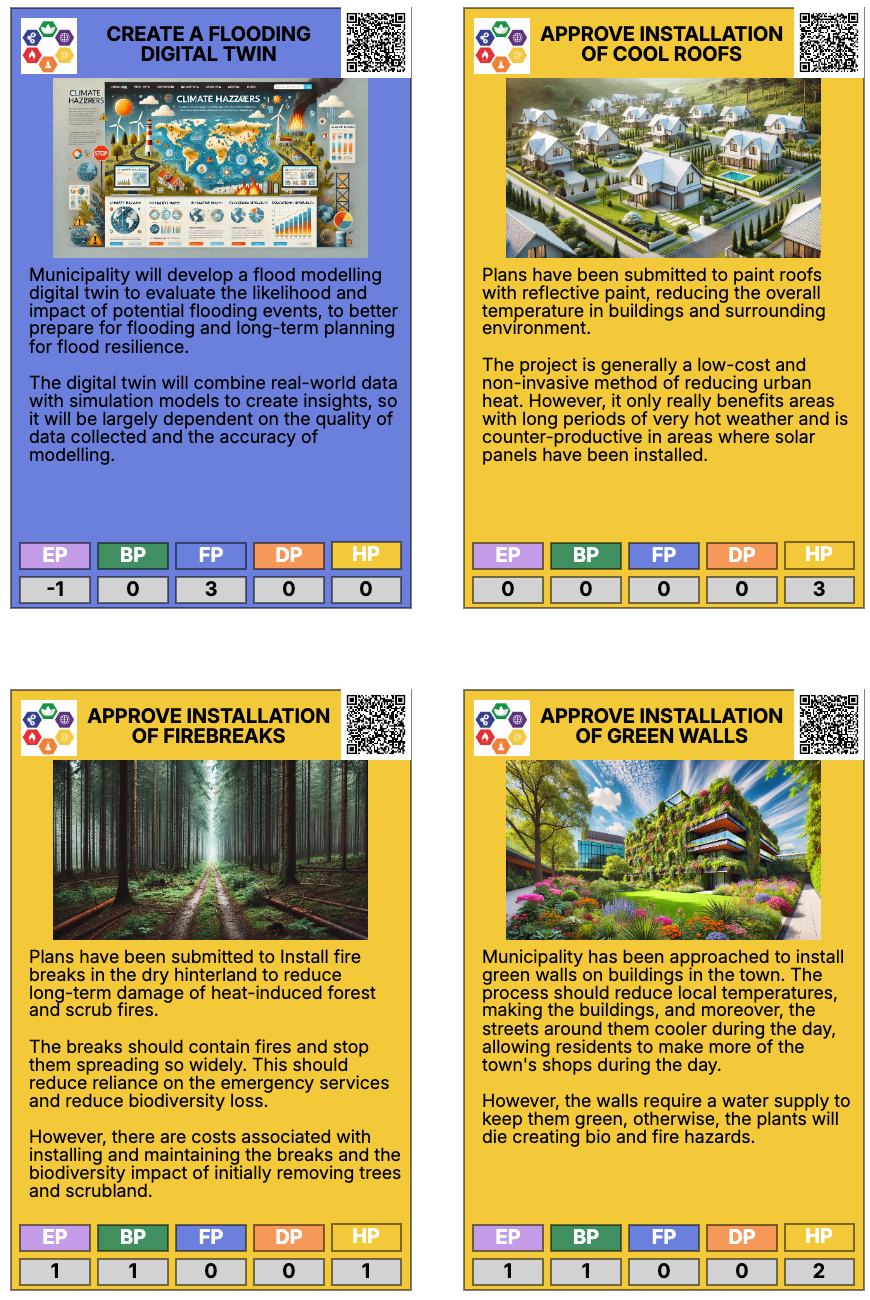 CREATE A FLOODING
DIGITAL TWIN
CLIMATE
CLIMATE HAZZAERS
STOP
Municipality will develop a flood modelling
digital twin to evaluate the likelihood and
impact of potential flooding events, to better
prepare for flooding and long-term planning
for flood resilience.
The digital twin will combine real-world data
with simulation models to create insights, so
it will be largely dependent on the quality of
data collected and the accuracy of
modelling.
EP BP FP DP HP
-1 0 3 0 0
APPROVE INSTALLATION
OF COOL ROOFS
Plans have been submitted to paint roofs
with reflective paint, reducing the overall
temperature in buildings and surrounding
environment.
The project is generally a low-cost and
non-invasive method of reducing urban
heat. However, it only really benefits areas
with long periods of very hot weather and is
counter-productive in areas where solar
panels have been installed.
EP BP FP DP HP
0 0 0 0 3
APPROVE INSTALLATION
OF FIREBREAKS
Plans have been submitted to Install fire
breaks in the dry hinterland to reduce
long-term damage of heat-induced forest
and scrub fires.
The breaks should contain fires and stop
them spreading so widely. This should
reduce reliance on the emergency services
and reduce biodiversity loss.
However, there are costs associated with
installing and maintaining the breaks and the
biodiversity impact of initially removing trees
and scrubland.
EP BP FP DP HP
1 1 0 0 1
APPROVE INSTALLATION
OF GREEN WALLS
Municipality has been approached to install
green walls on buildings in the town. The
process should reduce local temperatures,
making the buildings, and moreover, the
streets around them cooler during the day,
allowing residents to make more of the
town's shops during the day.
However, the walls require a water supply to
keep them green, otherwise, the plants will
die creating bio and fire hazards.
EP BP FP DP HP
1 1 0 0 2